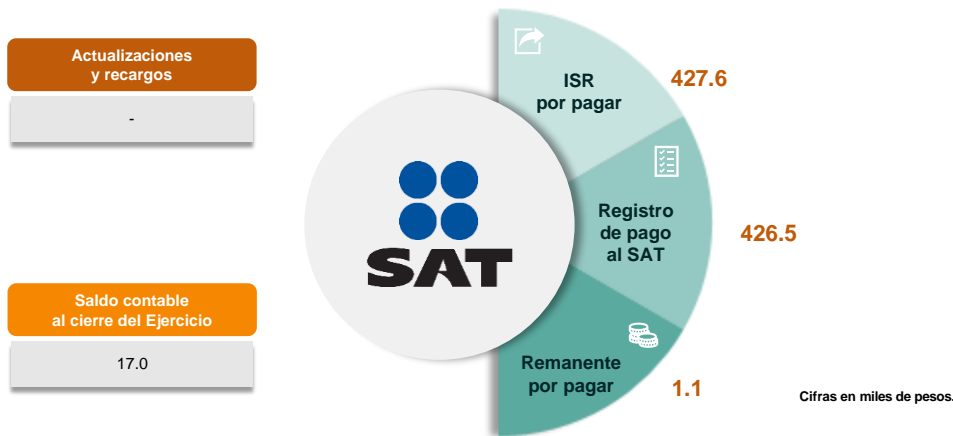 Actualizaciones
y recargos
-
Saldo contable
al cierre del Ejercicio
17.0
SAT
ISR
por pagar
427.6
Registro
de pago
al SAT
426.5
Remanente
por pagar
1.1
Cifras en miles de pesos.